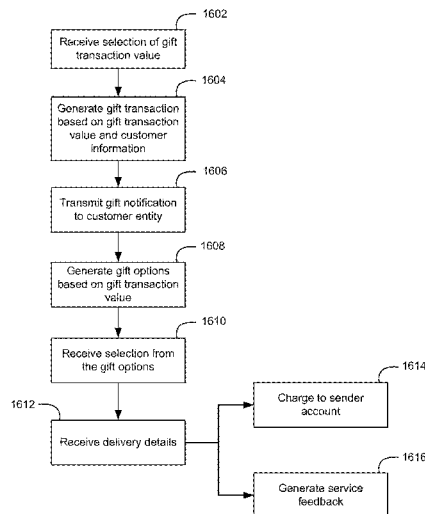 1602
Receive selection of gift
transaction value
1604
Generate gift transaction
based on gift transaction
value and customer
information
1606
Transmit gift notification
to customer entity
1608
Generate gift options
based on gift transaction
value
1610
Receive selection from
the gift options
1612
Receive delivery details
1614
Charge to sender
account
1616
Generate service
feedback